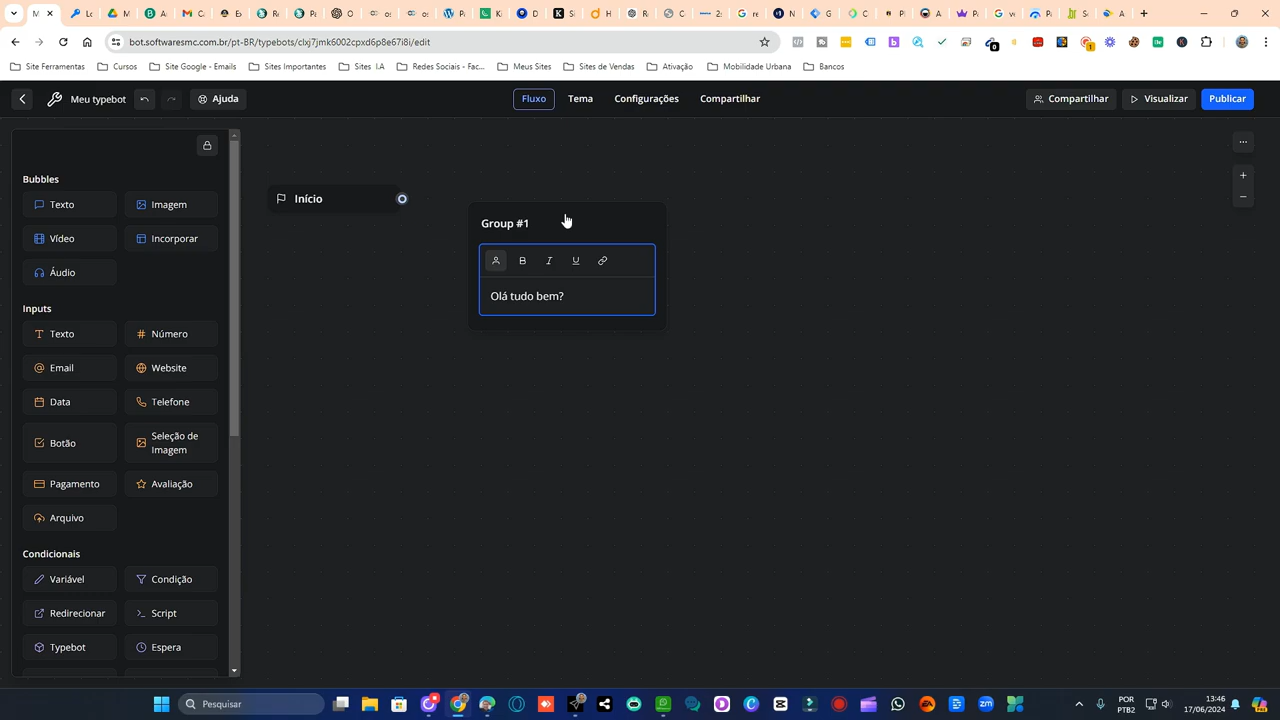 bot.softwaresmc.com.br/pt-BR/typebots/clxj7jmk6002cpxd6p8e67i8i/edit
Site Ferramentas
Cursos
Site Google - Emails
Sites Importantes
Sites I.A
Redes Sociais - Fac...
Meus Sites
Sites de Vendas
Ativação
Mobilidade Urbana
Bancos
Meu typebot
Ajuda
Fluxo
Tema
Configurações
Compartilhar
Compartilhar
Visualizar
Publicar
Bubbles
Texto
Imagem
Vídeo
Incorporar
Áudio
Inputs
Texto
Número
Email
Website
Data
Telefone
Botão
Seleção de
Imagem
Pagamento
Avaliação
Arquivo
Condicionais
Variável
Condição
Redirecionar
Script
Typebot
Espera
Início
Group #1
B
I
U
Olá tudo bem?
Pesquisar
POR
PTB2
13:46
17/06/2024